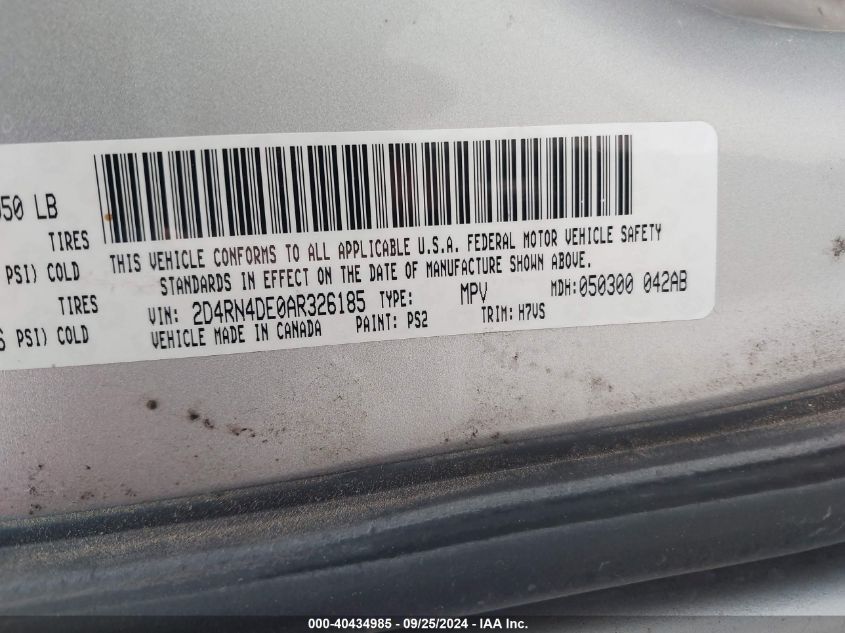 50 LB
TIRES
PSI) COLD
TIRES
PSI) COLD
THIS VEHICLE CONFORMS TO ALL APPLICABLE U.S.A. FEDERAL MOTOR VEHICLE SAFETY
STANDARDS IN EFFECT ON THE DATE OF MANUFACTURE SHOWN ABOVE.
VIN: 2D4RN4DE0AR326185 TYPE: MPV MDH: 050300 042AB
VEHICLE MADE IN CANADA PAINT: PS2 TRIM: H7VS
000-40434985 - 09/25/2024 - IAA Inc.